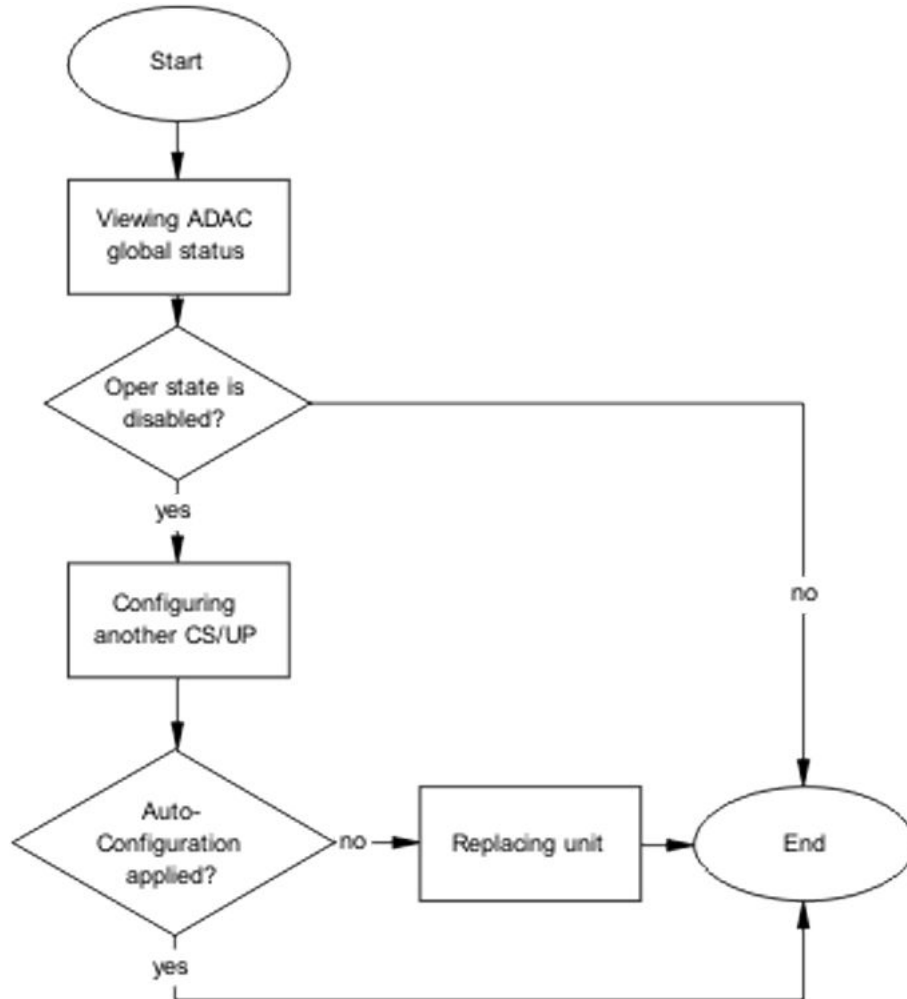 Start
Viewing ADAC
global status
Oper state is
disabled?
yes
Configuring
another CS/UP
no
Auto-
Configuration
applied?
no
Replacing unit
End
yes